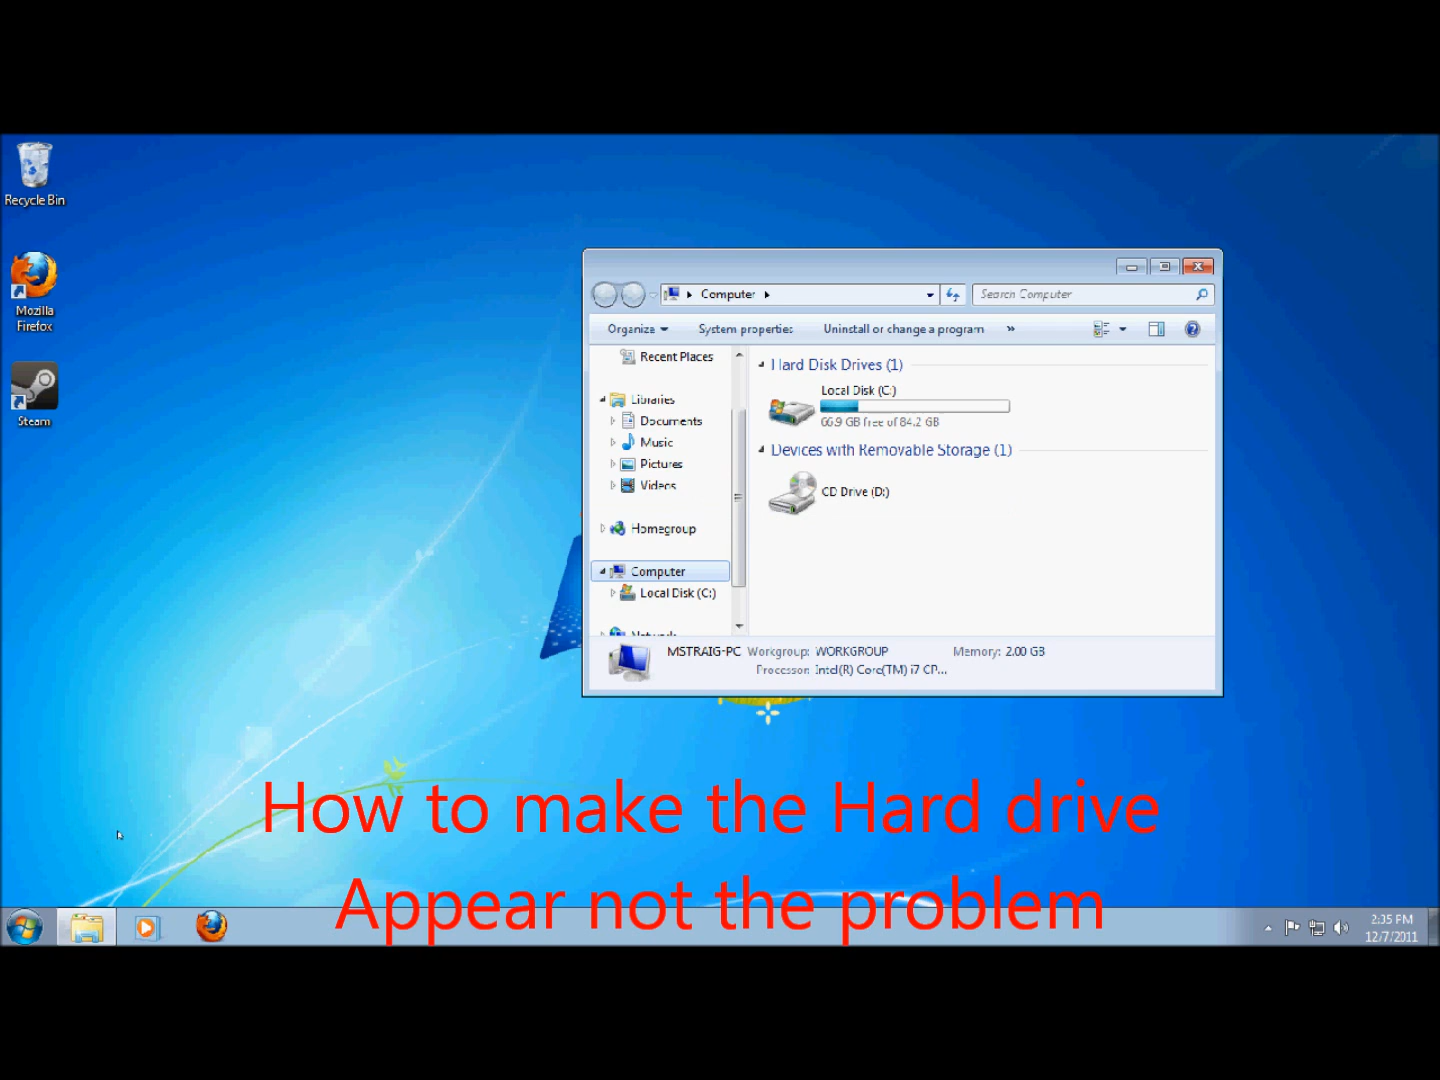 Recycle Bin
Mozilla
Firefox
Steam
Computer
Search Computer
Organize
System properties
Uninstall or change a program
»
Recent Places
Libraries
Documents
Music
Pictures
Videos
Homegroup
Computer
Local Disk (C:)
Network
Hard Disk Drives (1)
Local Disk (C:)
66.9 GB free of 84.2 GB
Devices with Removable Storage (1)
CD Drive (D:)
MSTRAIG-PC Workgroup: WORKGROUP Memory: 2.00 GB
Processor: Intel(R) Core(TM) i7 CP...
How to make the Hard drive
Appear not the problem
2:35 PM
12/7/2011